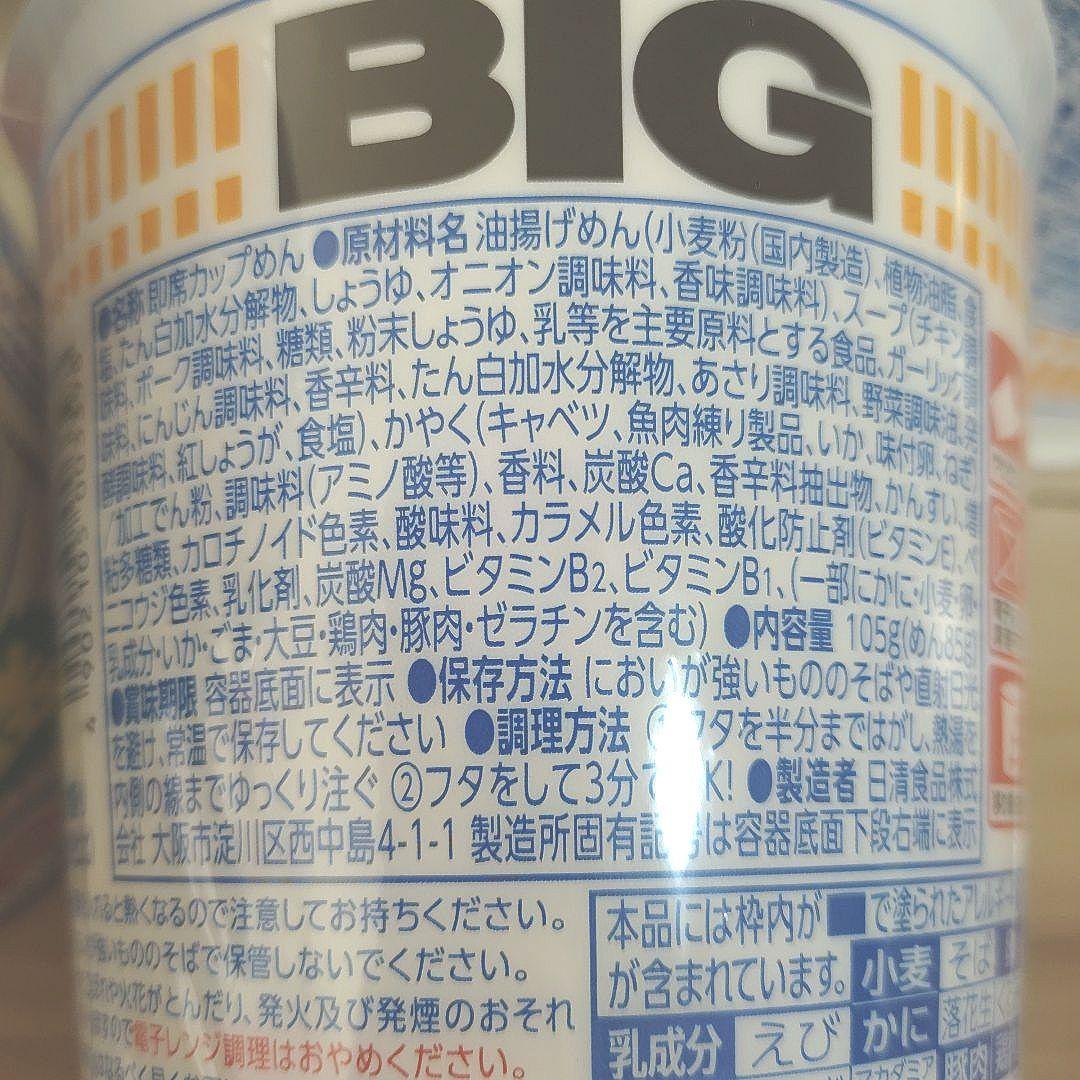 BIG
●名称 即席カップめん ●原材料名 油揚げめん(小麦粉(国内製造)、植物油脂、食
塩、たん白加水分解物、しょうゆ、オニオン調味料、香味調味料)、スープ(チキン調
味料、ポーク調味料、糖類、粉末しょうゆ、乳等を主要原料とする食品、ガーリック調
味料、にんじん調味料、香辛料、たん白加水分解物、あさり調味料、野菜調味油、発
酵調味料、紅しょうが、食塩)、かやく(キャベツ、魚肉練り製品、いか、味付卵、ねぎ)
/加工でん粉、調味料(アミノ酸等)、香料、炭酸Ca、香辛料抽出物、かんすい、増
粘多糖類、カロチノイド色素、酸味料、カラメル色素、酸化防止剤(ビタミンE)、ベ
ニコウジ色素、乳化剤、炭酸Mg、ビタミンB2、ビタミンB1、(一部にかに・小麦・卵・
乳成分・いか・ごま・大豆・鶏肉・豚肉・ゼラチンを含む) ●内容量 105g(めん85g)
●賞味期限 容器底面に表示 ●保存方法 においが強いもののそばや直射日光
を避け、常温で保存してください ●調理方法 フタを半分まではがし、熱湯を
内側の線までゆっくり注ぐ ②フタをして3分で K! ●製造者 日清食品株式
会社 大阪市淀川区西中島4-1-1 製造所固有記号は容器底面下段右端に表示
と熱くなるので注意してお持ちください。
強いもののそばで保管しないでください。
や火花がとんだり、発火及び発煙のおそれ
ので電子レンジ調理はおやめください。
本品には枠内が■で塗られたアレルギー
が含まれています。 小麦 そば
乳成分 えび かに 落花生
マカダミア 豚肉